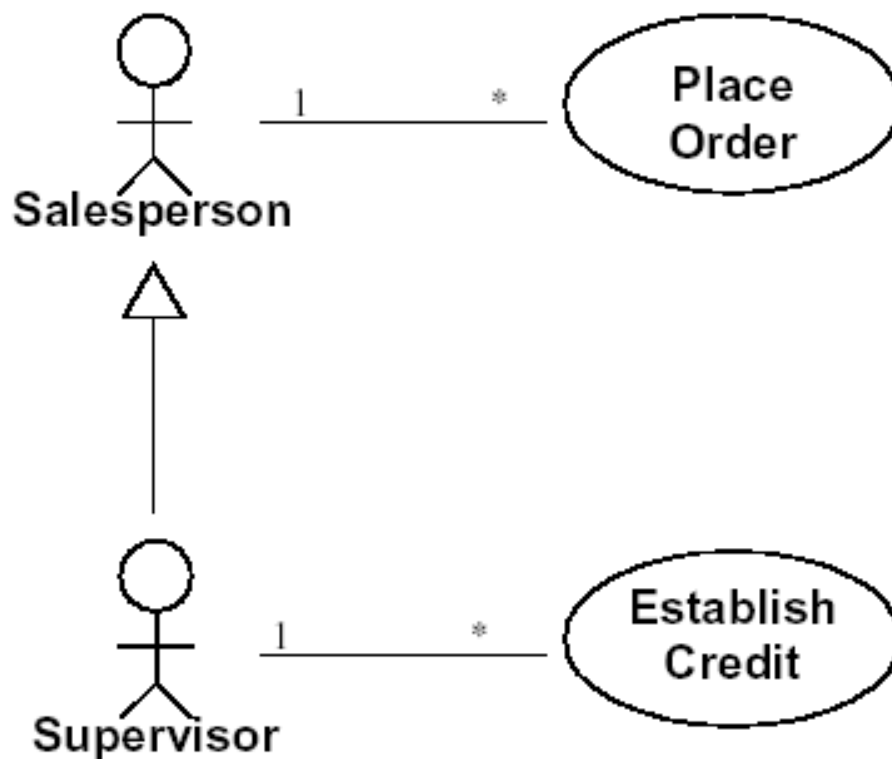 1 *
Place
Order
Salesperson
1 *
Establish
Credit
Supervisor